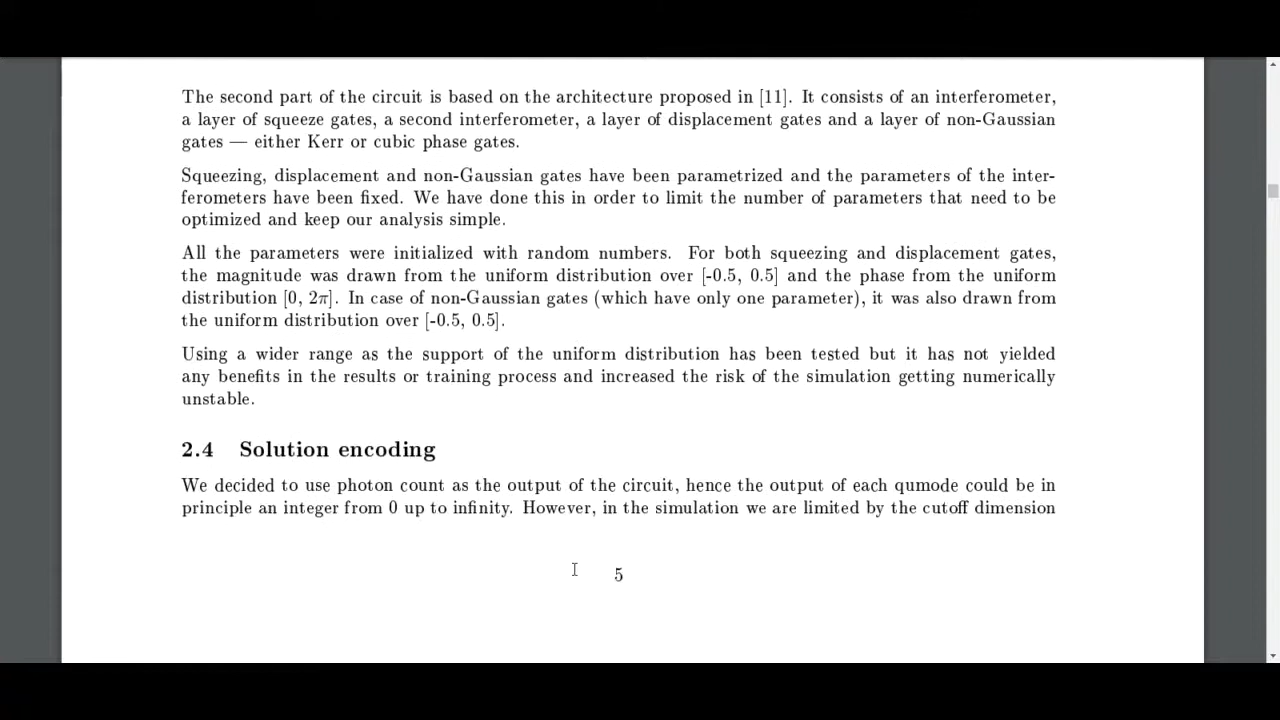 The second part of the circuit is based on the architecture proposed in [11]. It consists of an interferometer,
a layer of squeeze gates, a second interferometer, a layer of displacement gates and a layer of non-Gaussian
gates — either Kerr or cubic phase gates.
Squeezing, displacement and non-Gaussian gates have been parametrized and the parameters of the inter-
ferometers have been fixed. We have done this in order to limit the number of parameters that need to be
optimized and keep our analysis simple.
All the parameters were initialized with random numbers. For both squeezing and displacement gates,
the magnitude was drawn from the uniform distribution over [-0.5, 0.5] and the phase from the uniform
distribution [0, 2π]. In case of non-Gaussian gates (which have only one parameter), it was also drawn from
the uniform distribution over [-0.5, 0.5].
Using a wider range as the support of the uniform distribution has been tested but it has not yielded
any benefits in the results or training process and increased the risk of the simulation getting numerically
unstable.
2.4 Solution encoding
We decided to use photon count as the output of the circuit, hence the output of each qumode could be in
principle an integer from 0 up to infinity. However, in the simulation we are limited by the cutoff dimension
5